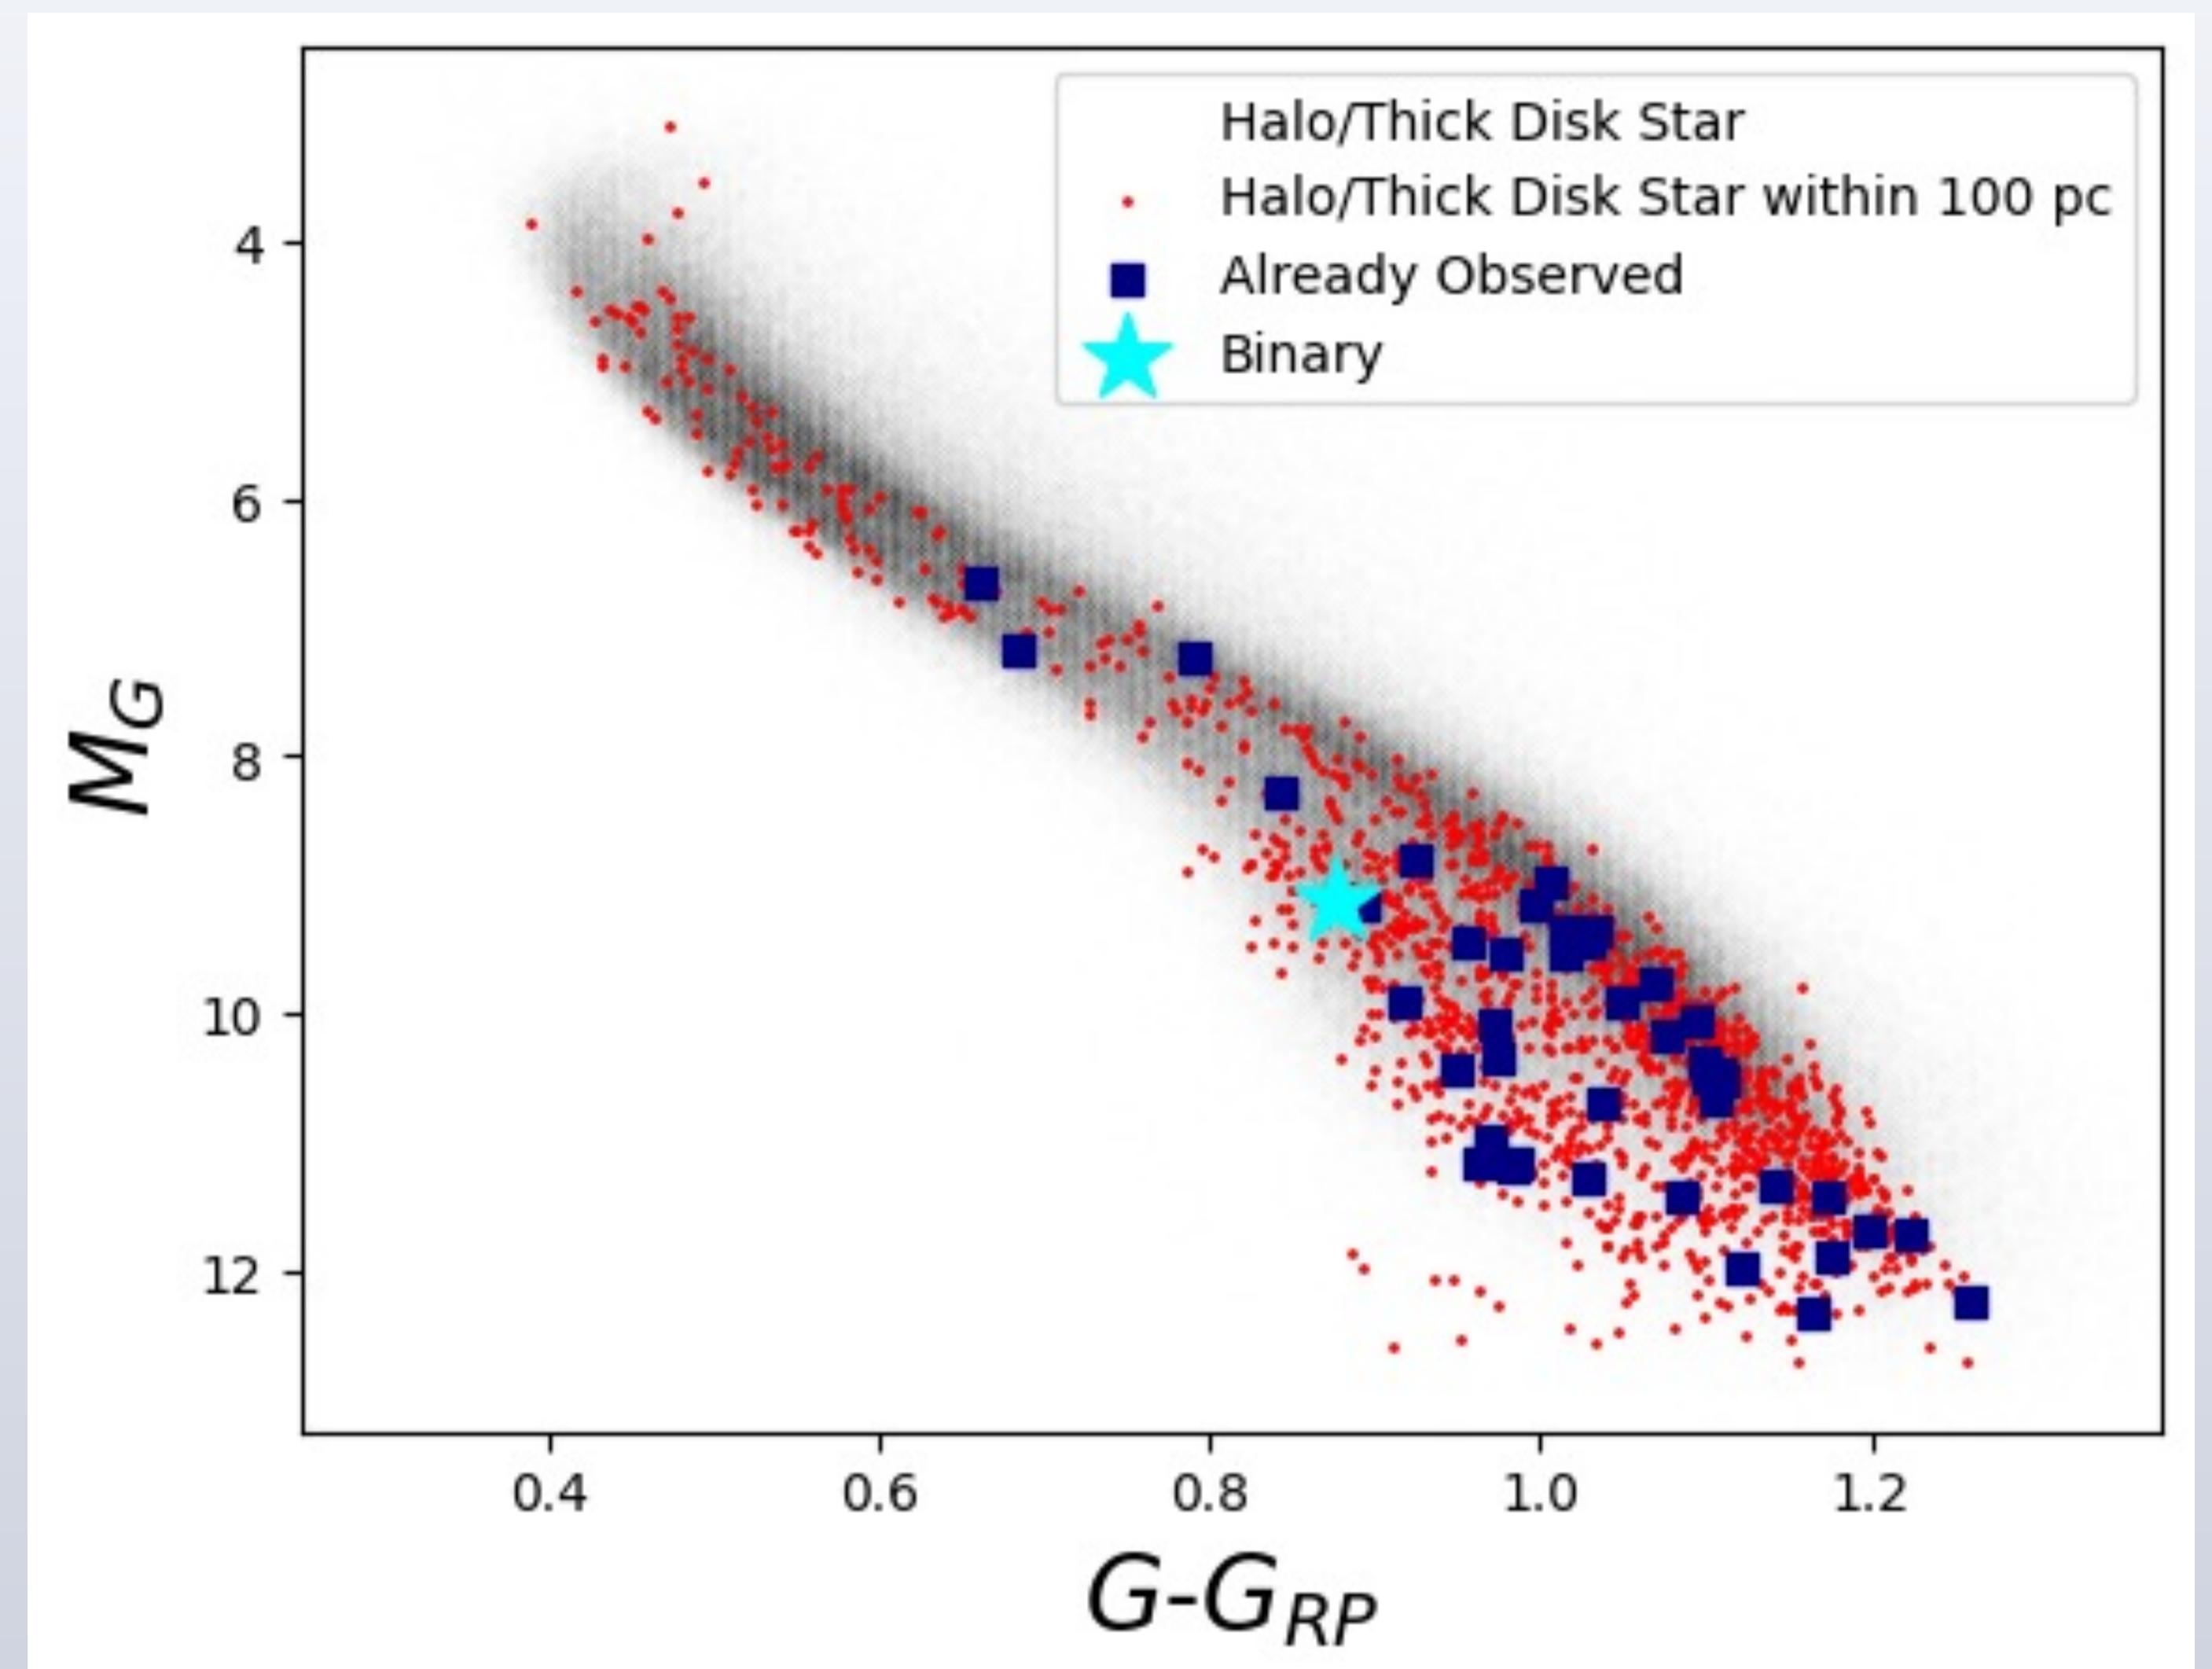 Halo/Thick Disk Star
Halo/Thick Disk Star within 100 pc
Already Observed
Binary
4
6
8
10
12
M_G
0.4 0.6 0.8 1.0 1.2
G-G_RP